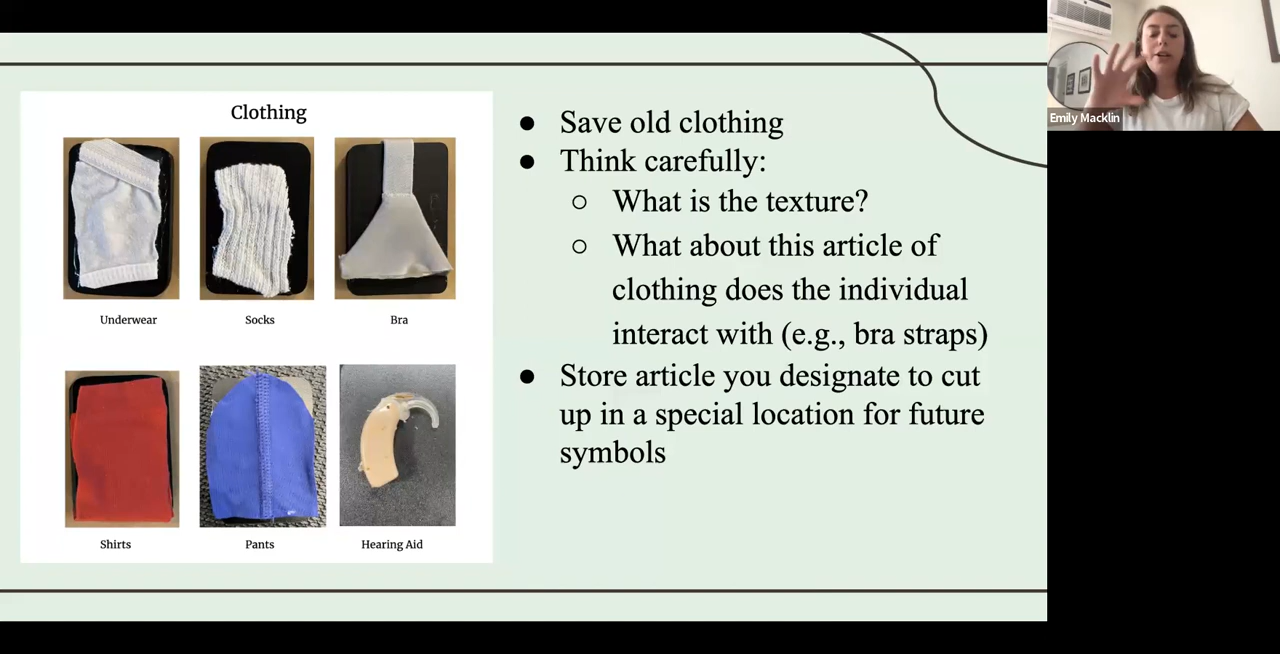 Clothing
Underwear
Socks
Bra
Shirts
Pants
Hearing Aid
● Save old clothing
● Think carefully:
○ What is the texture?
○ What about this article of
clothing does the individual
interact with (e.g., bra straps)
● Store article you designate to cut
up in a special location for future
symbols
Emily Macklin